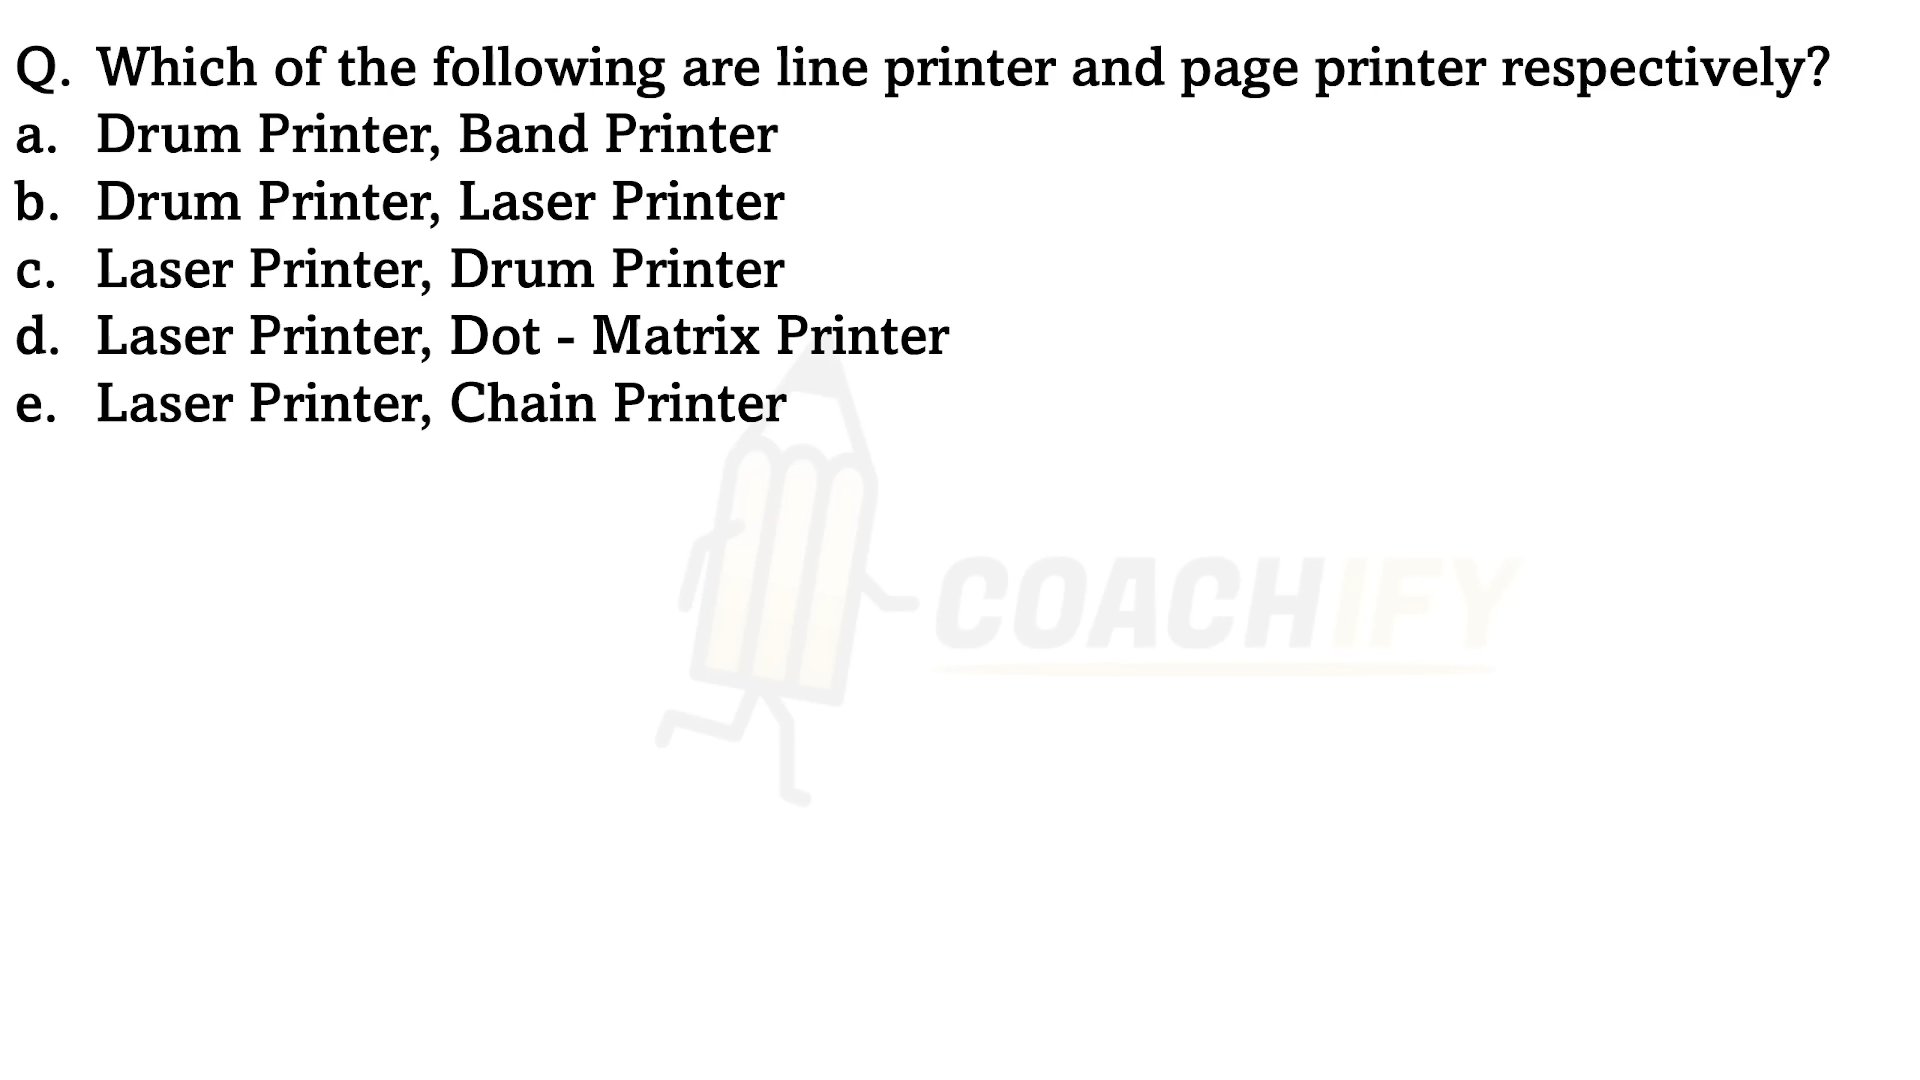 Q. Which of the following are line printer and page printer respectively?
a. Drum Printer, Band Printer
b. Drum Printer, Laser Printer
c. Laser Printer, Drum Printer
d. Laser Printer, Dot - Matrix Printer
e. Laser Printer, Chain Printer
COACHIFY